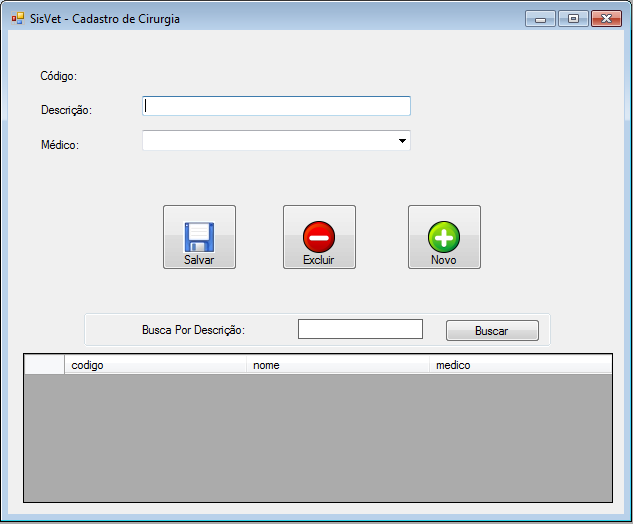 SisVet - Cadastro de Cirurgia
Código:
Descrição:
Médico:
Salvar Excluir Novo
Busca Por Descrição: Buscar
codigo nome medico